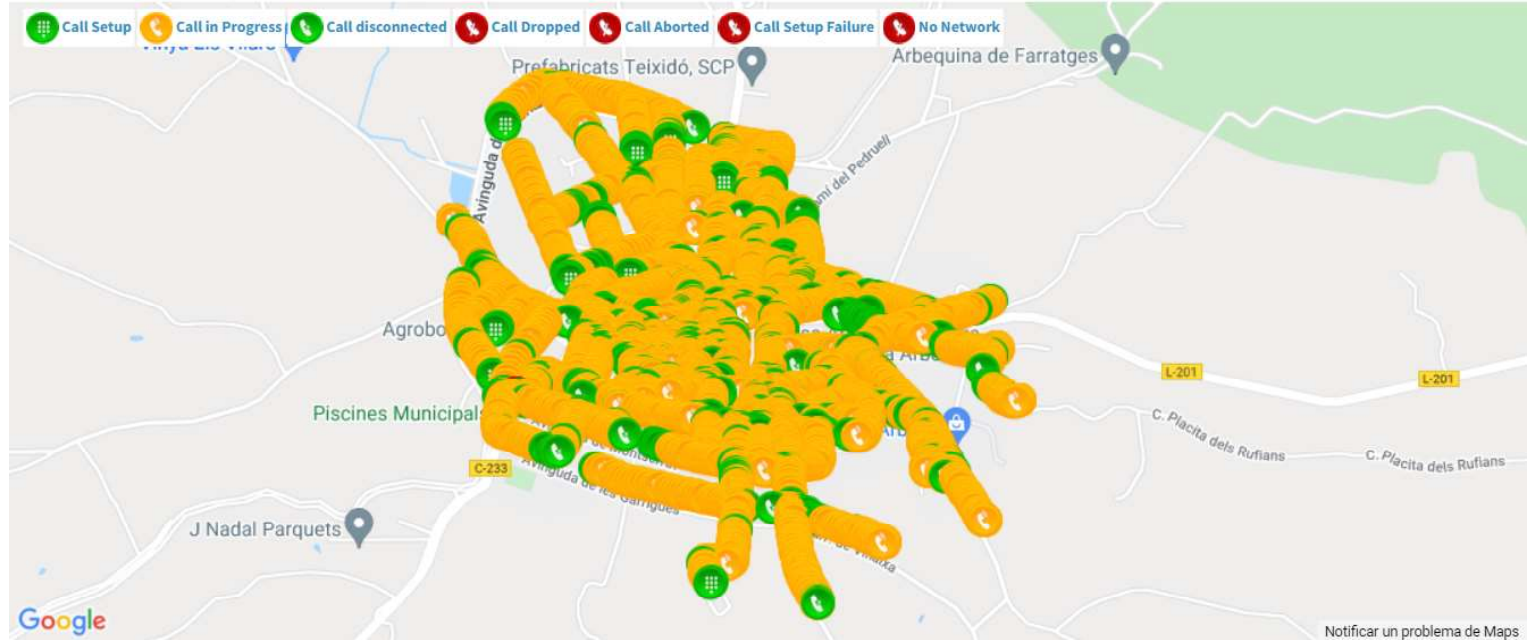 Call Setup
Call in Progress
Call disconnected
Call Dropped
Call Aborted
Call Setup Failure
No Network
Prefabricats Teixidó, SCP
Arbequina de Farratges
Avinguda d
amí del Pedruell
Agrobo
L-201
L-201
Piscines Municipals
C. Placita dels Rufians
C. Placita dels Rufians
C-233
Avinguda de les Garrigues
J Nadal Parquets
Google
Notificar un problema de Maps